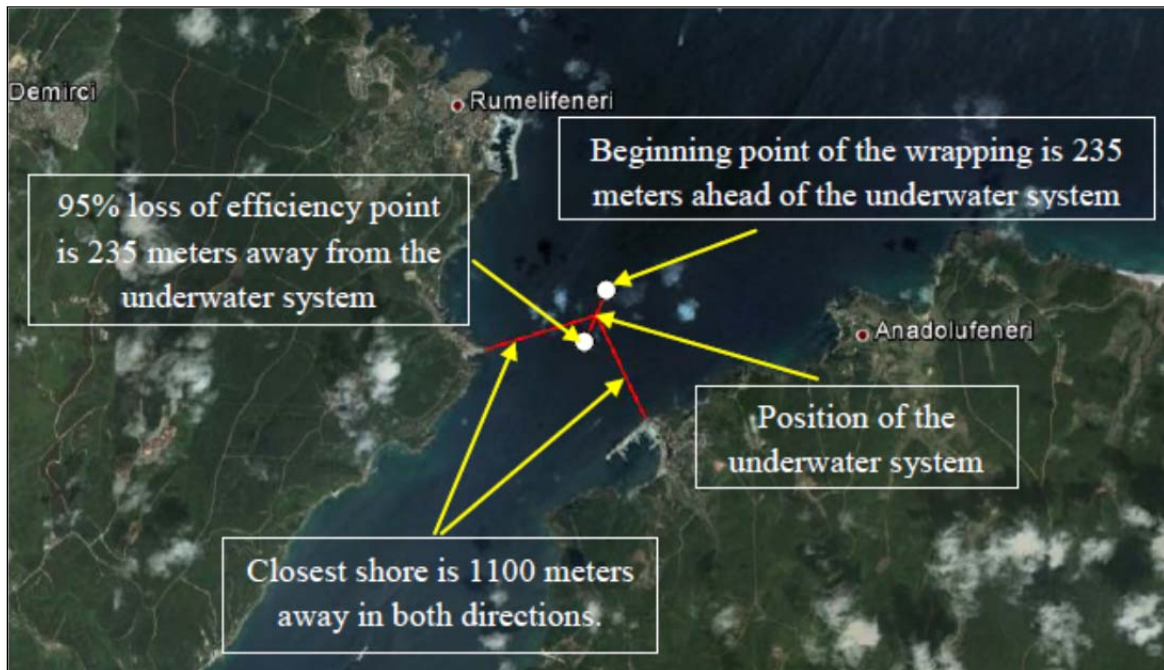 Demirci
Rumelifeneri
Beginning point of the wrapping is 235
meters ahead of the underwater system
95% loss of efficiency point
is 235 meters away from the
underwater system
Anadolufeneri
Position of the
underwater system
Closest shore is 1100 meters
away in both directions.